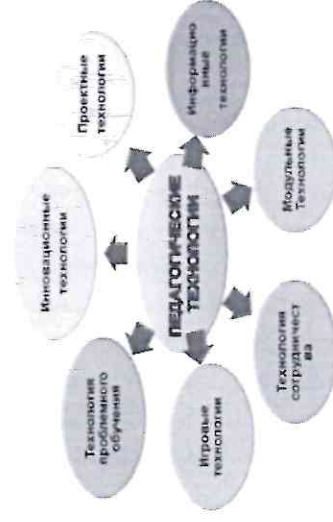 Инновационные
технологии
Проектные
технологии
Информацио
нные
технологии
Модульные
Технологии
Технология
сотрудничест
ва
Игровые
технологии
Технология
проблемного
обучения
ПЕДАГОГИЧЕСКИЕ
ТЕХНОЛОГИИ